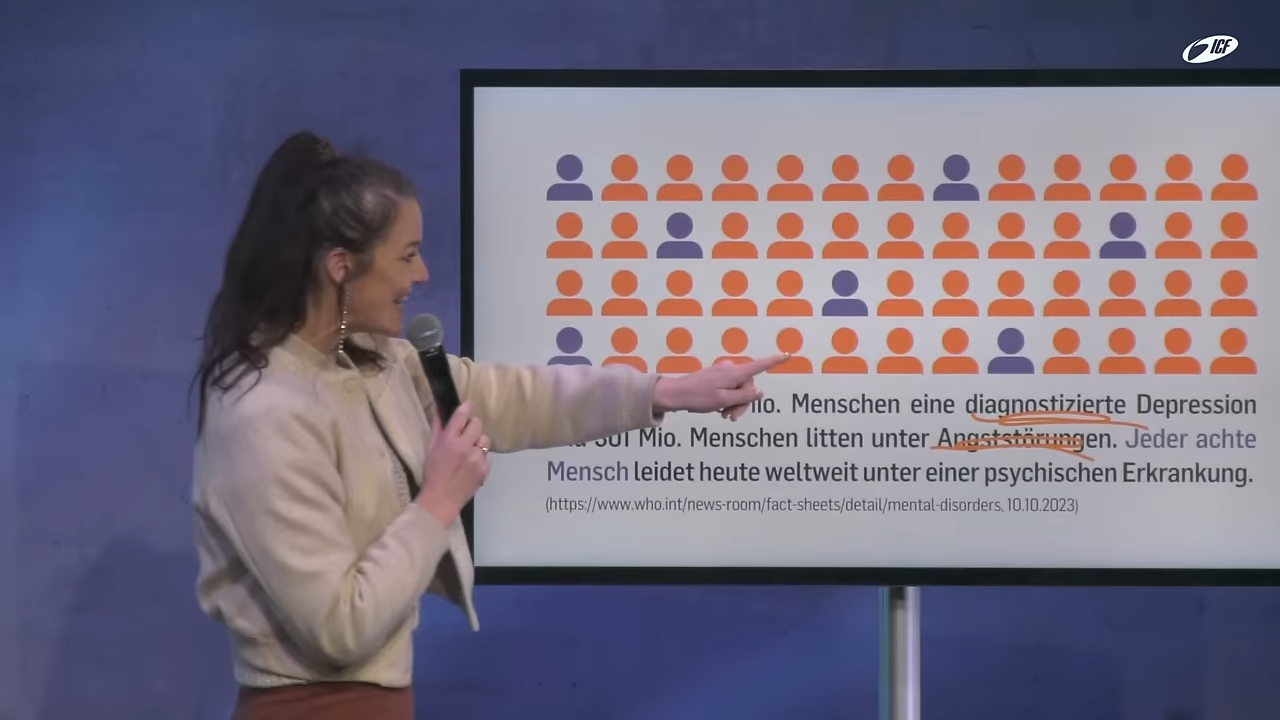 ICF
Menschen eine diagnostizierte Depression
Mio. Menschen litten unter Angststörungen. Jeder achte
Mensch leidet heute weltweit unter einer psychischen Erkrankung.
(https://www.who.int/news-room/fact-sheets/detail/mental-disorders, 10.10.2023)